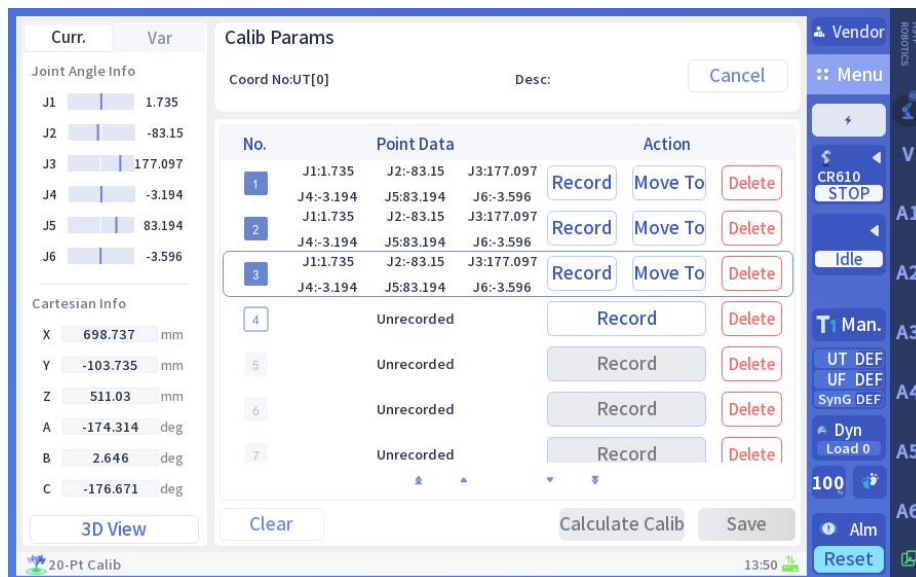 Curr. Var
Joint Angle Info
J1 1.735
J2 -83.15
J3 177.097
J4 -3.194
J5 83.194
J6 -3.596
Cartesian Info
X 698.737 mm
Y -103.735 mm
Z 511.03 mm
A -174.314 deg
B 2.646 deg
C -176.671 deg
3D View
20-Pt Calib
Calib Params
Coord No:UT[0] Desc: Cancel
No. Point Data Action
1 J1:1.735 J2:-83.15 J3:177.097 Record Move To Delete
J4:-3.194 J5:83.194 J6:-3.596
2 J1:1.735 J2:-83.15 J3:177.097 Record Move To Delete
J4:-3.194 J5:83.194 J6:-3.596
3 J1:1.735 J2:-83.15 J3:177.097 Record Move To Delete
J4:-3.194 J5:83.194 J6:-3.596
4 Unrecorded Record Delete
5 Unrecorded Record Delete
6 Unrecorded Record Delete
7 Unrecorded Record Delete
Clear Calculate Calib Save
13:50
Vendor
Menu
CR610
STOP
Idle
T1 Man.
UT DEF
UF DEF
SynG DEF
Dyn
Load 0
100 %
Alm
Reset
ROBOTICS
V
A1
A2
A3
A4
A5
A6